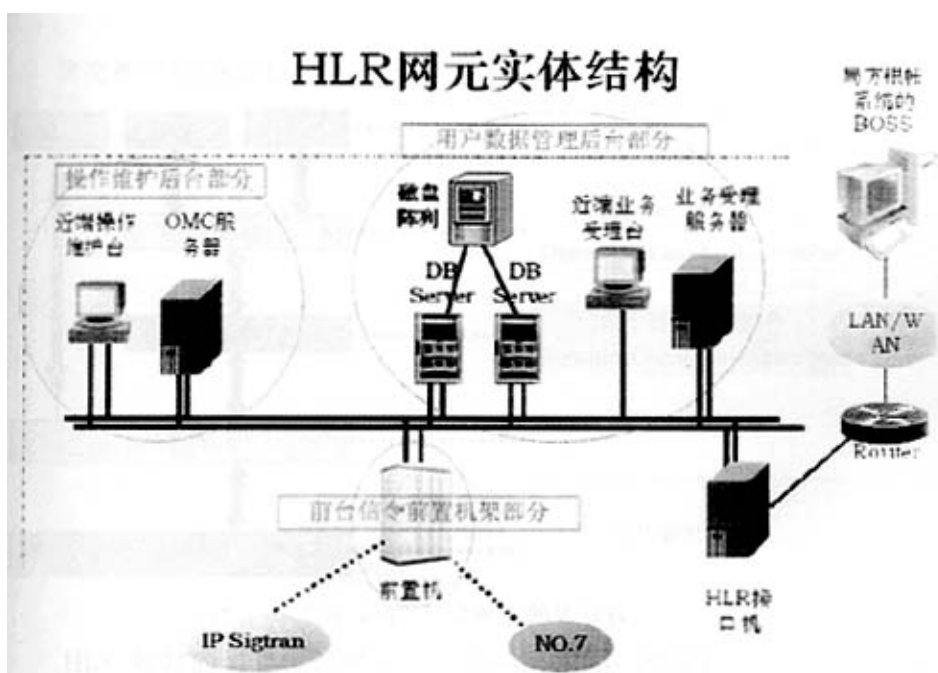 HLR网元实体结构
局方根帐
系统的
BOSS
用户数据管理后台部分
操作维护后台部分
近端操作
维护台
OMC服
务器
磁盘
阵列
近端业务
受理台
业务受理
服务器
DB
Server
DB
Server
LAN/W
AN
Router
前台信令前置机架部分
前置机
HLR接
口机
IP Sigtran
NO.7